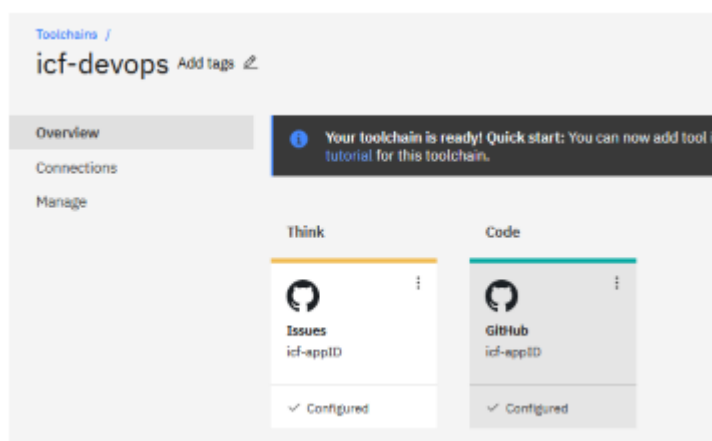 Toolchains /
icf-devops Add tags
Overview
Connections
Manage
Your toolchain is ready! Quick start: You can now add tool i
tutorial for this toolchain.
Think
Code
Issues
icf-appID
Configured
GitHub
icf-appID
Configured